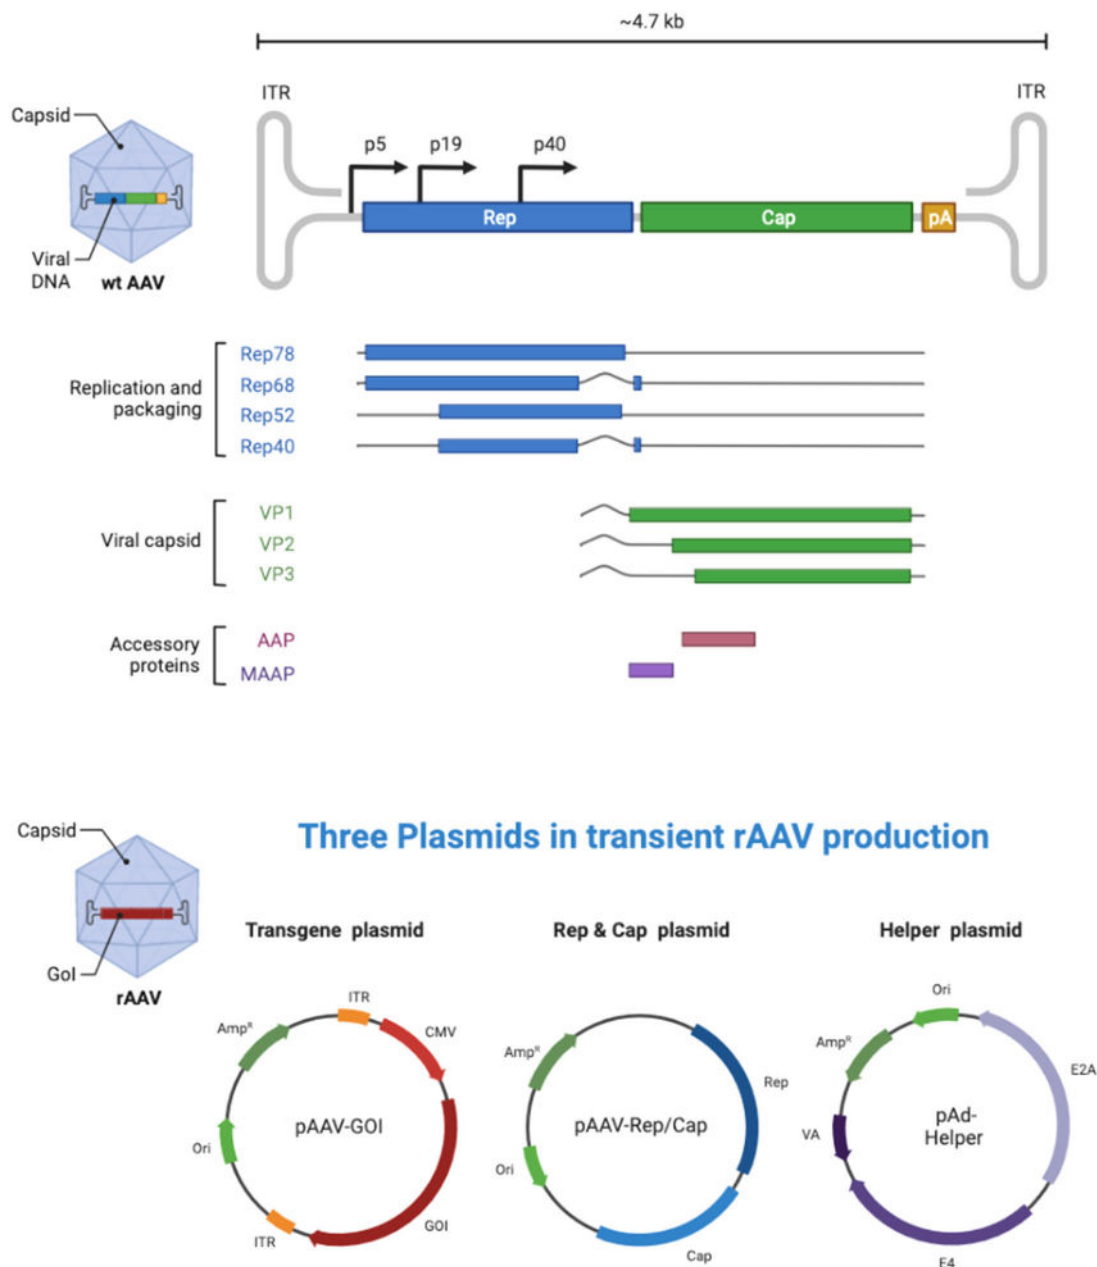 ~4.7 kb
ITR
ITR
Capsid
p5
p19
p40
Rep
Cap
pA
Viral
DNA
wt AAV
Replication and
packaging
Rep78
Rep68
Rep52
Rep40
Viral capsid
VP1
VP2
VP3
Accessory
proteins
AAP
MAAP
Three Plasmids in transient rAAV production
Capsid
GoI
rAAV
Transgene plasmid
Rep & Cap plasmid
Helper plasmid
ITR
CMV
AmpR
pAAV-GOI
Ori
ITR
GOI
AmpR
Rep
pAAV-Rep/Cap
Ori
Cap
Ori
AmpR
E2A
pAd-
Helper
VA
E4